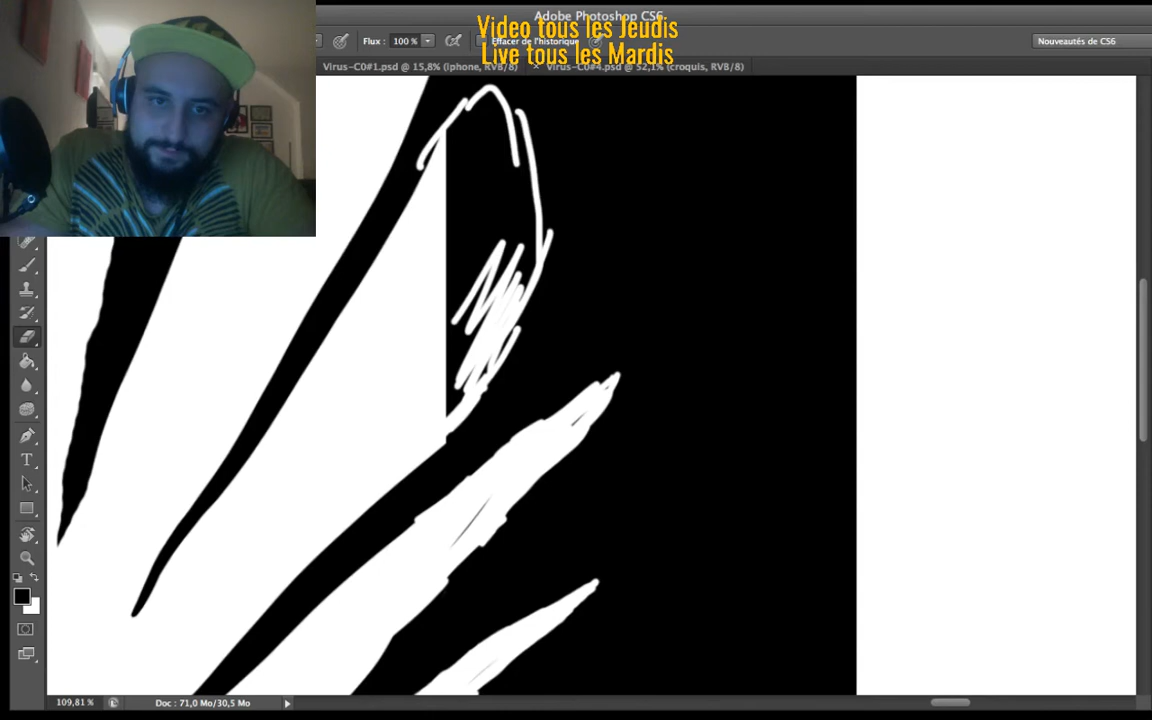 Adobe Photoshop CS6
Video tous les Jeudis
Live tous les Mardis
Flux : 100 % Effacer de l'historique Nouveautés de CS6
Virus-C0#1.psd @ 15,8% (iphone, RVB/8) × Virus-C0#4.psd @ 52,1% (croquis, RVB/8)
T
109,81 % Doc : 71,0 Mo/30,5 Mo